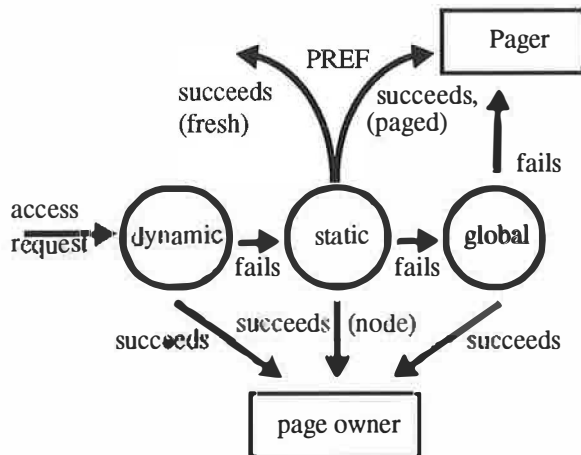 Pager
PREF
succeeds
(fresh)
succeeds,
(paged)
fails
access
request
dynamic
fails
static
fails
global
succeeds
succeeds (node)
succeeds
page owner